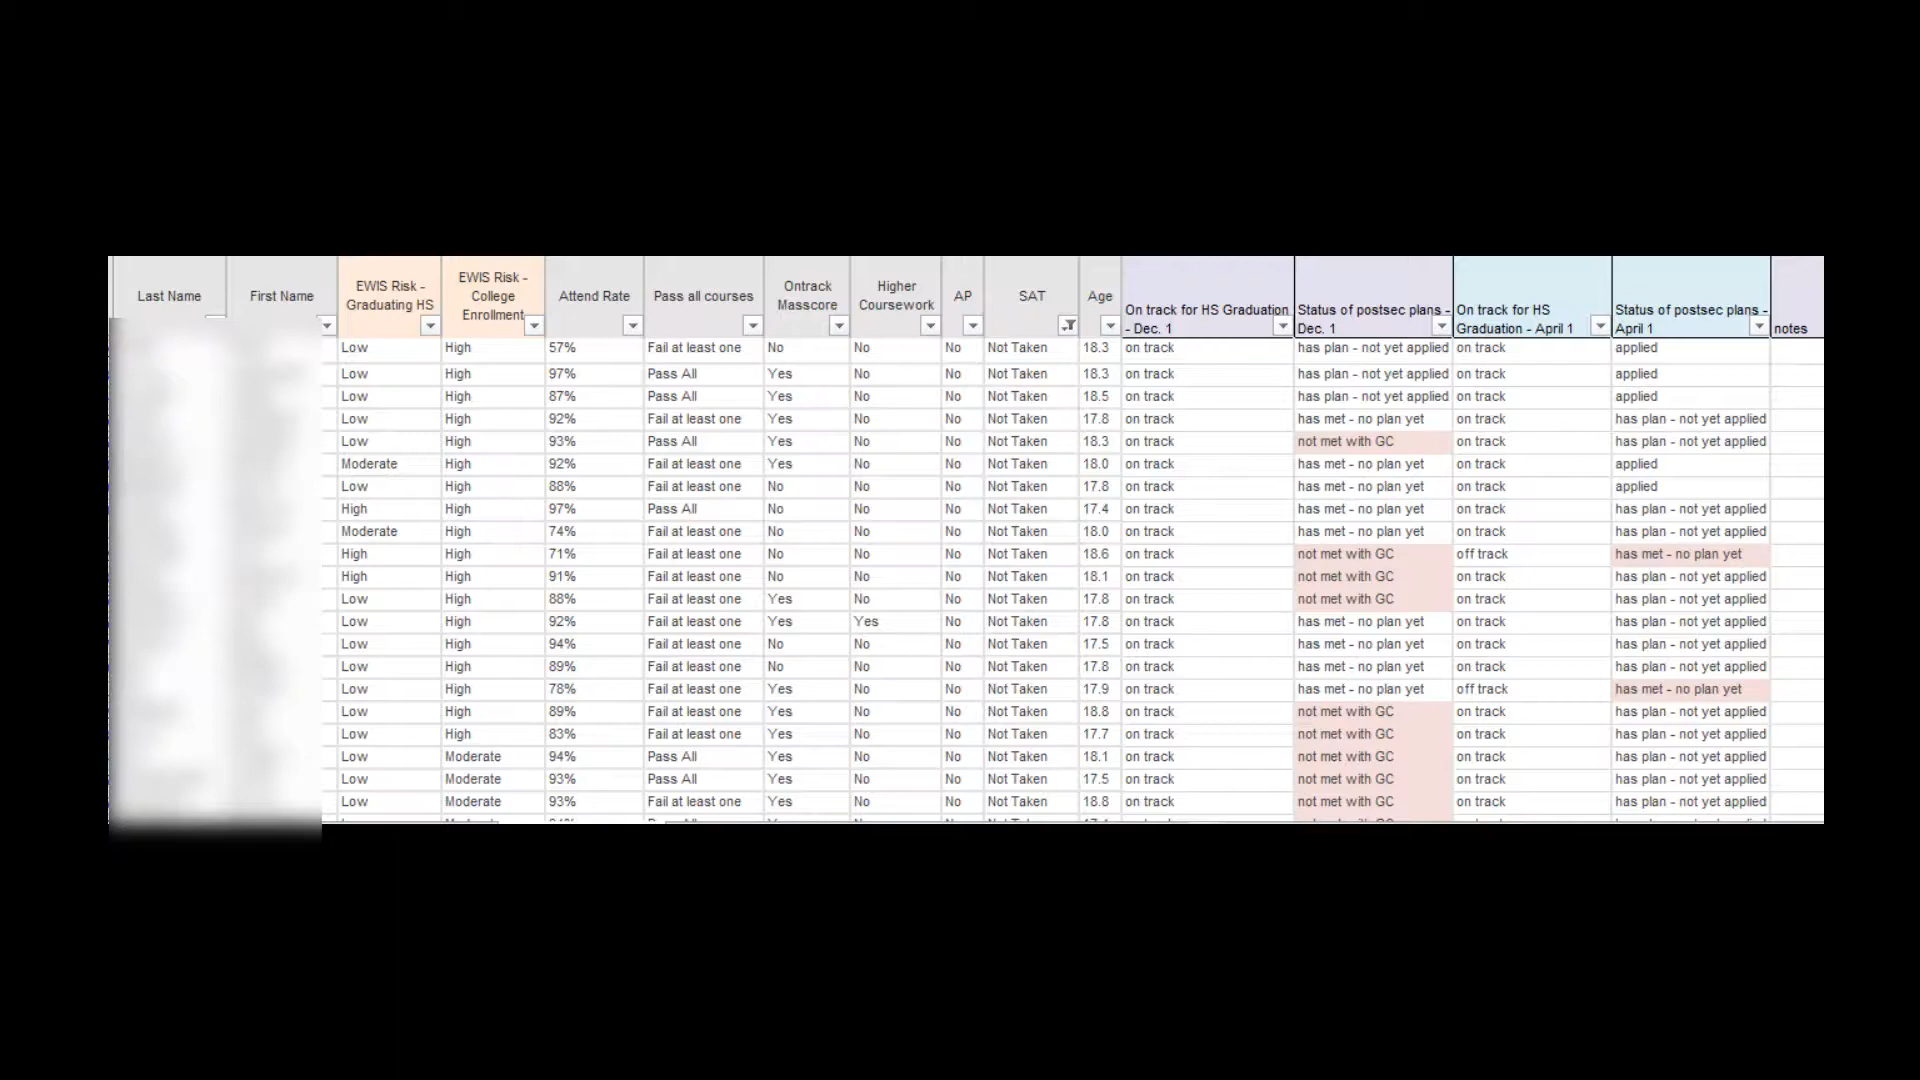 Last Name First Name EWIS Risk - Graduating HS EWIS Risk - College Enrollment Attend Rate Pass all courses Ontrack Masscore Higher Coursework AP SAT Age On track for HS Graduation - Dec. 1 Status of postsec plans - Dec. 1 On track for HS Graduation - April 1 Status of postsec plans - April 1 notes
Low High 57% Fail at least one No No No Not Taken 18.3 on track has plan - not yet applied on track applied
Low High 97% Pass All Yes No No Not Taken 18.3 on track has plan - not yet applied on track applied
Low High 87% Pass All Yes No No Not Taken 18.5 on track has plan - not yet applied on track applied
Low High 92% Fail at least one Yes No No Not Taken 17.8 on track has met - no plan yet on track has plan - not yet applied
Low High 93% Pass All Yes No No Not Taken 18.3 on track not met with GC on track has plan - not yet applied
Moderate High 92% Fail at least one Yes No No Not Taken 18.0 on track has met - no plan yet on track applied
Low High 88% Fail at least one No No No Not Taken 17.8 on track has met - no plan yet on track applied
High High 97% Pass All No No No Not Taken 17.4 on track has met - no plan yet on track has plan - not yet applied
Moderate High 74% Fail at least one No No No Not Taken 18.0 on track has met - no plan yet on track has plan - not yet applied
High High 71% Fail at least one No No No Not Taken 18.6 on track not met with GC off track has met - no plan yet
High High 91% Fail at least one No No No Not Taken 18.1 on track not met with GC on track has plan - not yet applied
Low High 88% Fail at least one Yes No No Not Taken 17.8 on track not met with GC on track has plan - not yet applied
Low High 92% Fail at least one Yes Yes No Not Taken 17.8 on track has met - no plan yet on track has plan - not yet applied
Low High 94% Fail at least one No No No Not Taken 17.5 on track has met - no plan yet on track has plan - not yet applied
Low High 89% Fail at least one No No No Not Taken 17.8 on track has met - no plan yet on track has plan - not yet applied
Low High 78% Fail at least one Yes No No Not Taken 17.9 on track has met - no plan yet off track has met - no plan yet
Low High 89% Fail at least one Yes No No Not Taken 18.8 on track not met with GC on track has plan - not yet applied
Low High 83% Fail at least one Yes No No Not Taken 17.7 on track not met with GC on track has plan - not yet applied
Low Moderate 94% Pass All Yes No No Not Taken 18.1 on track not met with GC on track has plan - not yet applied
Low Moderate 93% Pass All Yes No No Not Taken 17.5 on track not met with GC on track has plan - not yet applied
Low Moderate 93% Fail at least one Yes No No Not Taken 18.8 on track not met with GC on track has plan - not yet applied